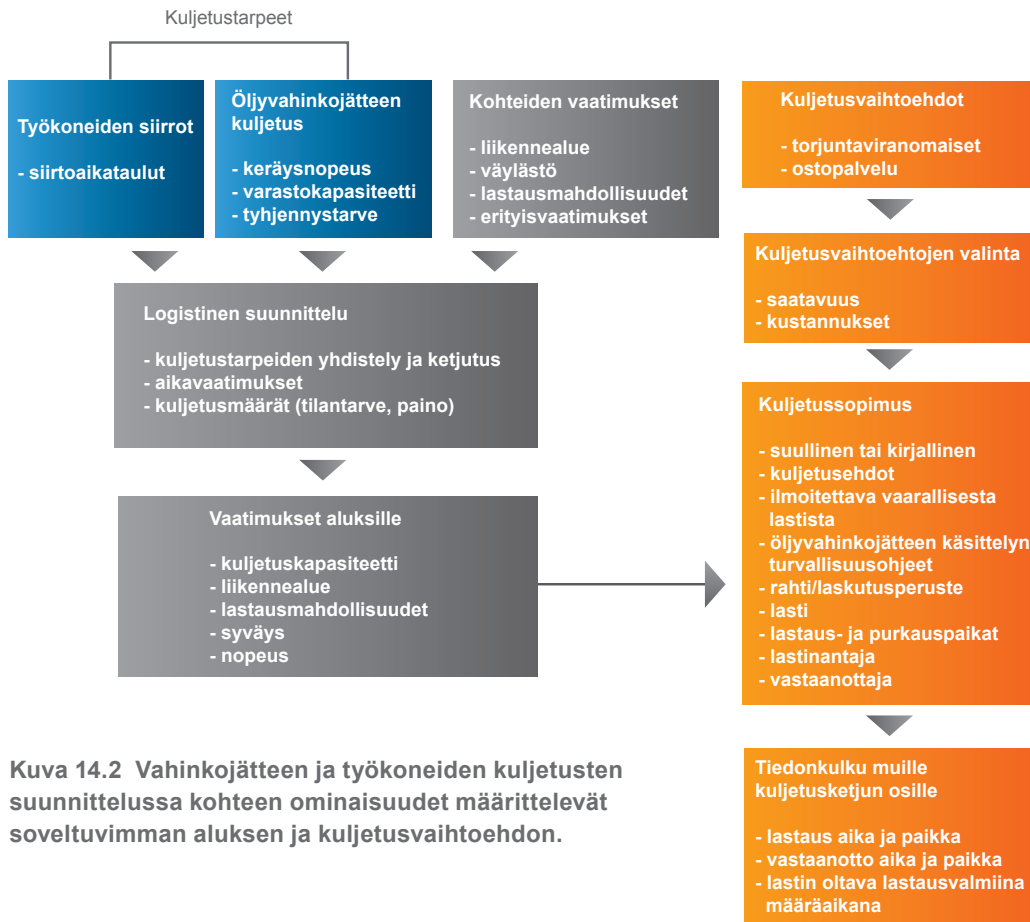 Kuljetustarpeet
Työkoneiden siirrot
- siirtoaikataulut
Öljyvahinkojätteen
kuljetus
- keräysnopeus
- varastokapasiteetti
- tyhjennystarve
Kohteiden vaatimukset
- liikennealue
- väylästö
- lastausmahdollisuudet
- erityisvaatimukset
Logistinen suunnittelu
- kuljetustarpeiden yhdistely ja ketjutus
- aikavaatimukset
- kuljetusmäärät (tilantarve, paino)
Vaatimukset aluksille
- kuljetuskapasiteetti
- liikennealue
- lastausmahdollisuudet
- syväys
- nopeus
Kuljetusvaihtoehdot
- torjuntaviranomaiset
- ostopalvelu
Kuljetusvaihtoehtojen valinta
- saatavuus
- kustannukset
Kuljetussopimus
- suullinen tai kirjallinen
- kuljetusehdot
- ilmoitettava vaarallisesta
lastista
- öljyvahinkojätteen käsittelyn
turvallisuusohjeet
- rahti/laskutusperuste
- lasti
- lastaus- ja purkauspaikat
- lastinantaja
- vastaanottaja
Tiedonkulku muille
kuljetusketjun osille
- lastaus aika ja paikka
- vastaanotto aika ja paikka
- lastin oltava lastausvalmiina
määräaikana
Kuva 14.2 Vahinkojätteen ja työkoneiden kuljetusten
suunnittelussa kohteen ominaisuudet määrittelevät
soveltuvimman aluksen ja kuljetusvaihtoehdon.